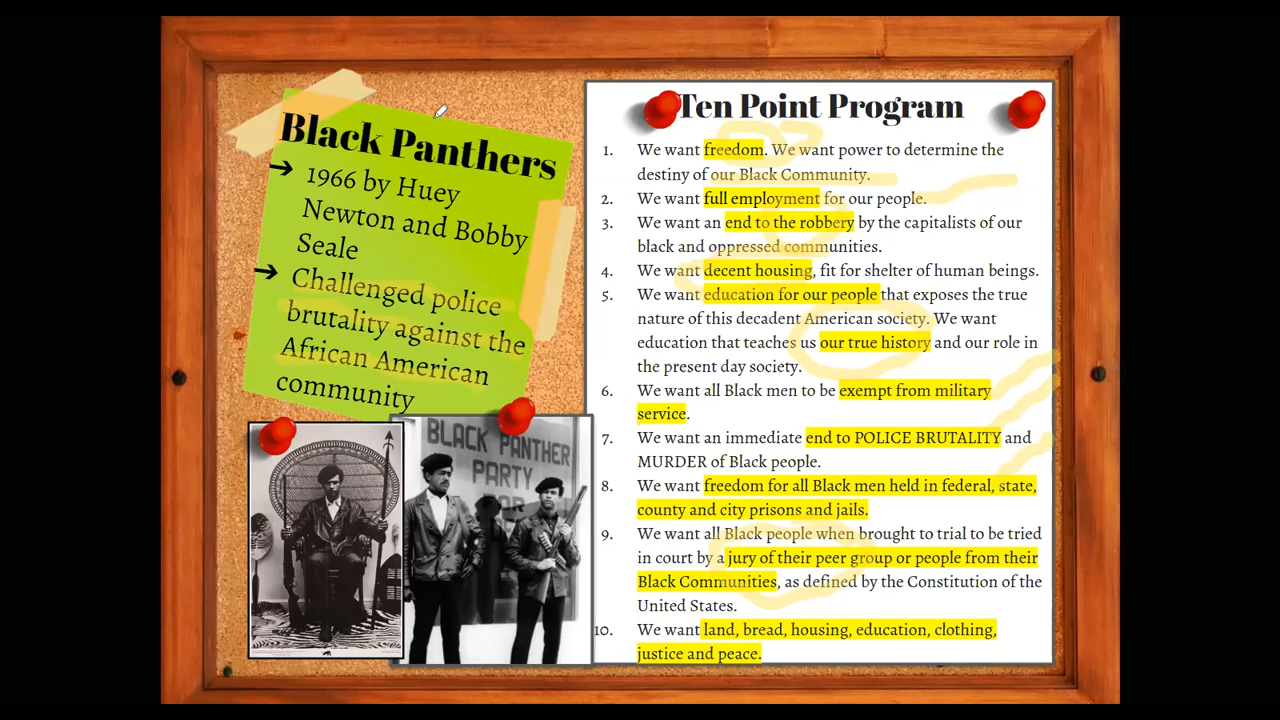 Black Panthers
→ 1966 by Huey
Newton and Bobby
Seale
→ Challenged police
brutality against the
African American
community
BLACK PANTHER
PARTY
FOR
Ten Point Program
1. We want freedom. We want power to determine the
destiny of our Black Community.
2. We want full employment for our people.
3. We want an end to the robbery by the capitalists of our
black and oppressed communities.
4. We want decent housing, fit for shelter of human beings.
5. We want education for our people that exposes the true
nature of this decadent American society. We want
education that teaches us our true history and our role in
the present day society.
6. We want all Black men to be exempt from military
service.
7. We want an immediate end to POLICE BRUTALITY and
MURDER of Black people.
8. We want freedom for all Black men held in federal, state,
county and city prisons and jails.
9. We want all Black people when brought to trial to be tried
in court by a jury of their peer group or people from their
Black Communities, as defined by the Constitution of the
United States.
10. We want land, bread, housing, education, clothing,
justice and peace.